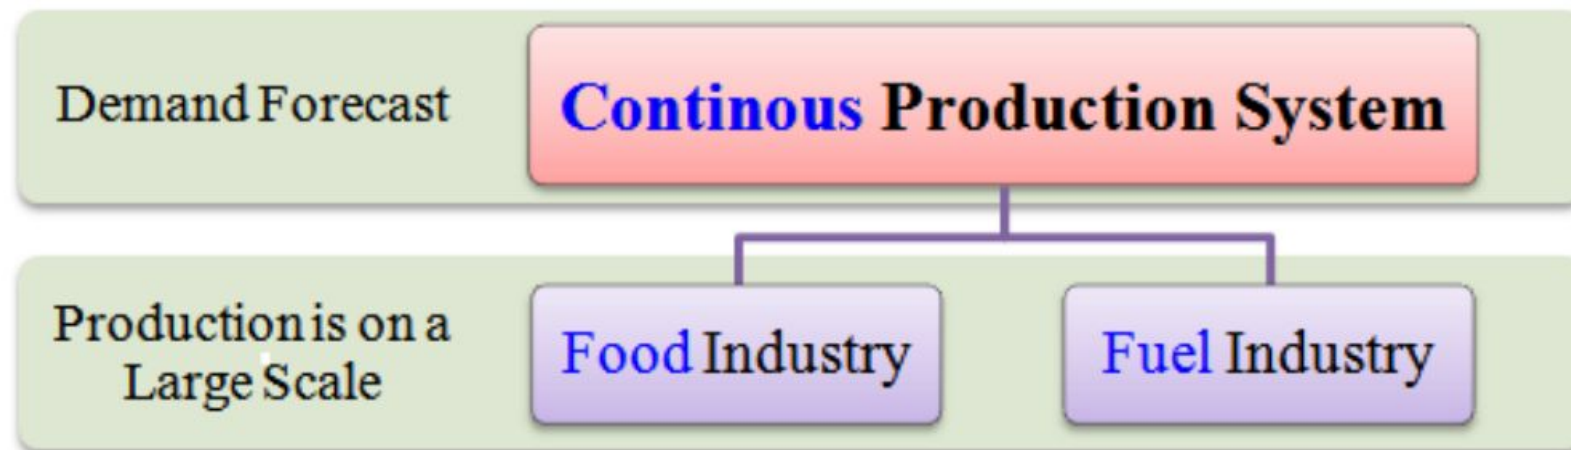 Demand Forecast
Continous Production System
Production is on a
Large Scale
Food Industry
Fuel Industry